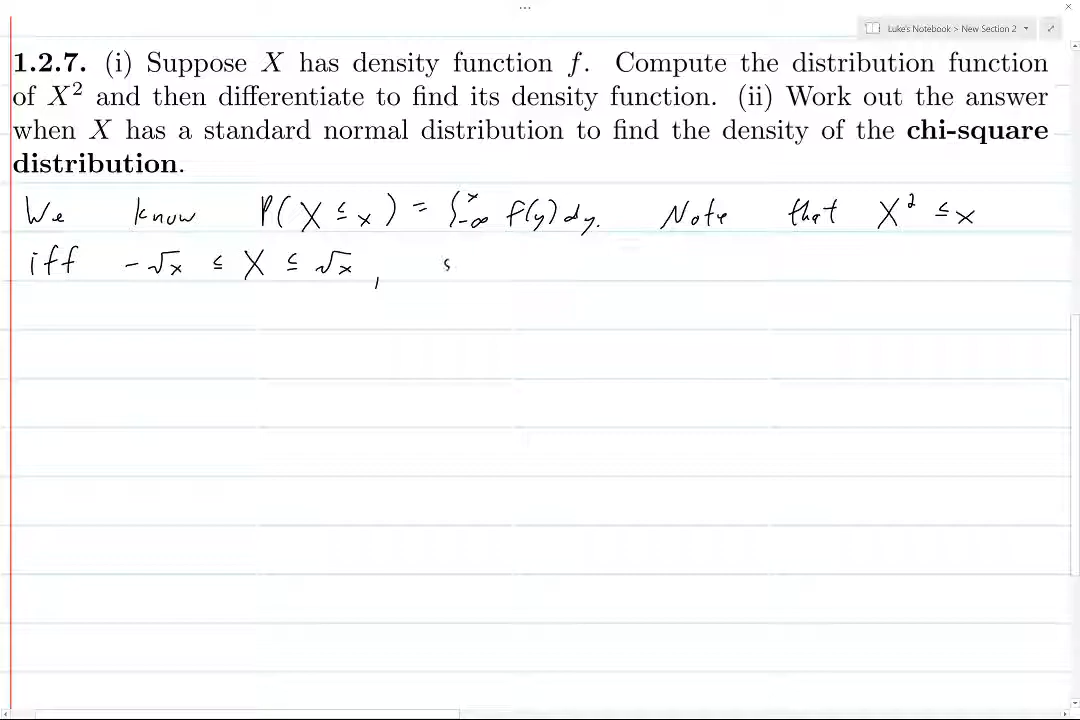 ...
Luke's Notebook > New Section 2
1.2.7. (i) Suppose X has density function f. Compute the distribution function
of X² and then differentiate to find its density function. (ii) Work out the answer
when X has a standard normal distribution to find the density of the chi-square
distribution.
We know P(X ≤ x) = ∫_{-∞}^{x} f(y) dy. Note that X² ≤ x
iff -√x ≤ X ≤ √x, s